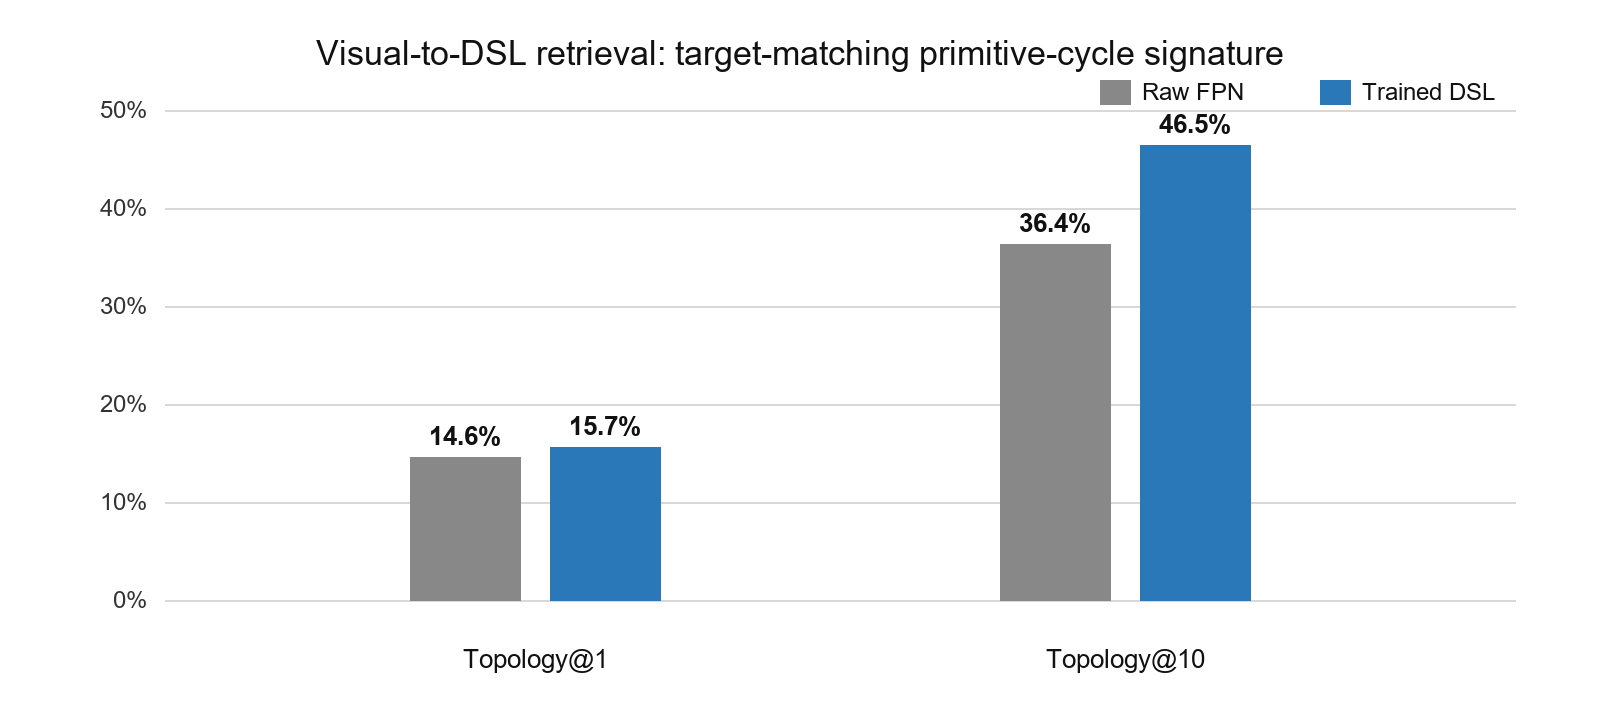 Visual-to-DSL retrieval: target-matching primitive-cycle signature
Raw FPN
Trained DSL
50%
46.5%
40%
36.4%
30%
20%
15.7%
14.6%
10%
0%
Topology@1
Topology@10